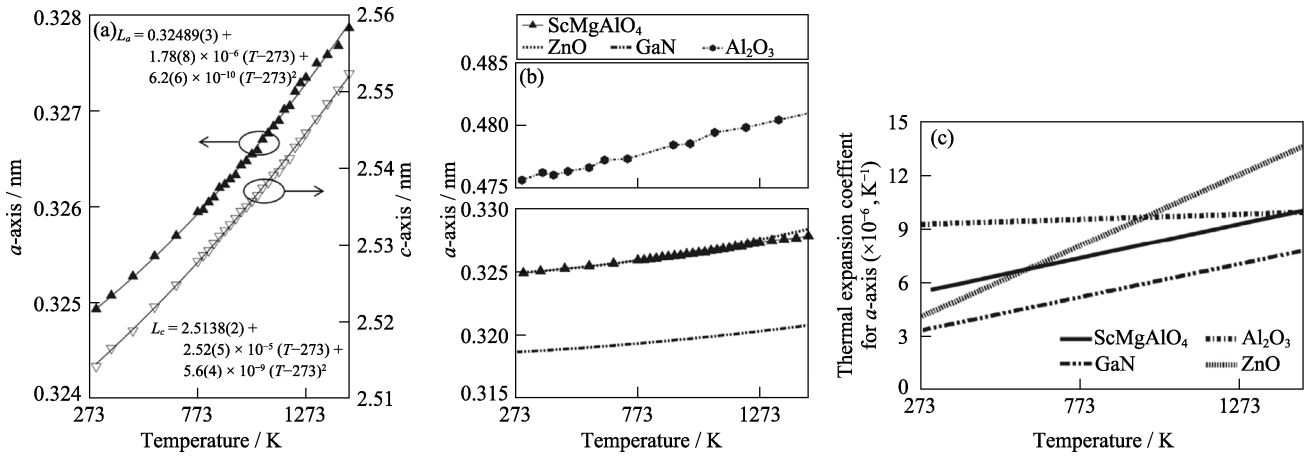 (a)
Lₐ = 0.32489(3) +
1.78(8) × 10⁻⁶ (T−273) +
6.2(6) × 10⁻¹⁰ (T−273)²
L꜀ = 2.5138(2) +
2.52(5) × 10⁻⁵ (T−273) +
5.6(4) × 10⁻⁹ (T−273)²
0.328
0.327
0.326
0.325
0.324
a-axis / nm
2.56
2.55
2.54
2.53
2.52
2.51
c-axis / nm
273 773 1273
Temperature / K
ScMgAlO₄
ZnO GaN Al₂O₃
(b)
0.485
0.480
0.475
0.330
0.325
0.320
0.315
a-axis / nm
273 773 1273
Temperature / K
(c)
15
12
9
6
3
0
Thermal expansion coeffient
for a-axis (×10⁻⁶, K⁻¹)
ScMgAlO₄ Al₂O₃
GaN ZnO
273 773 1273
Temperature / K